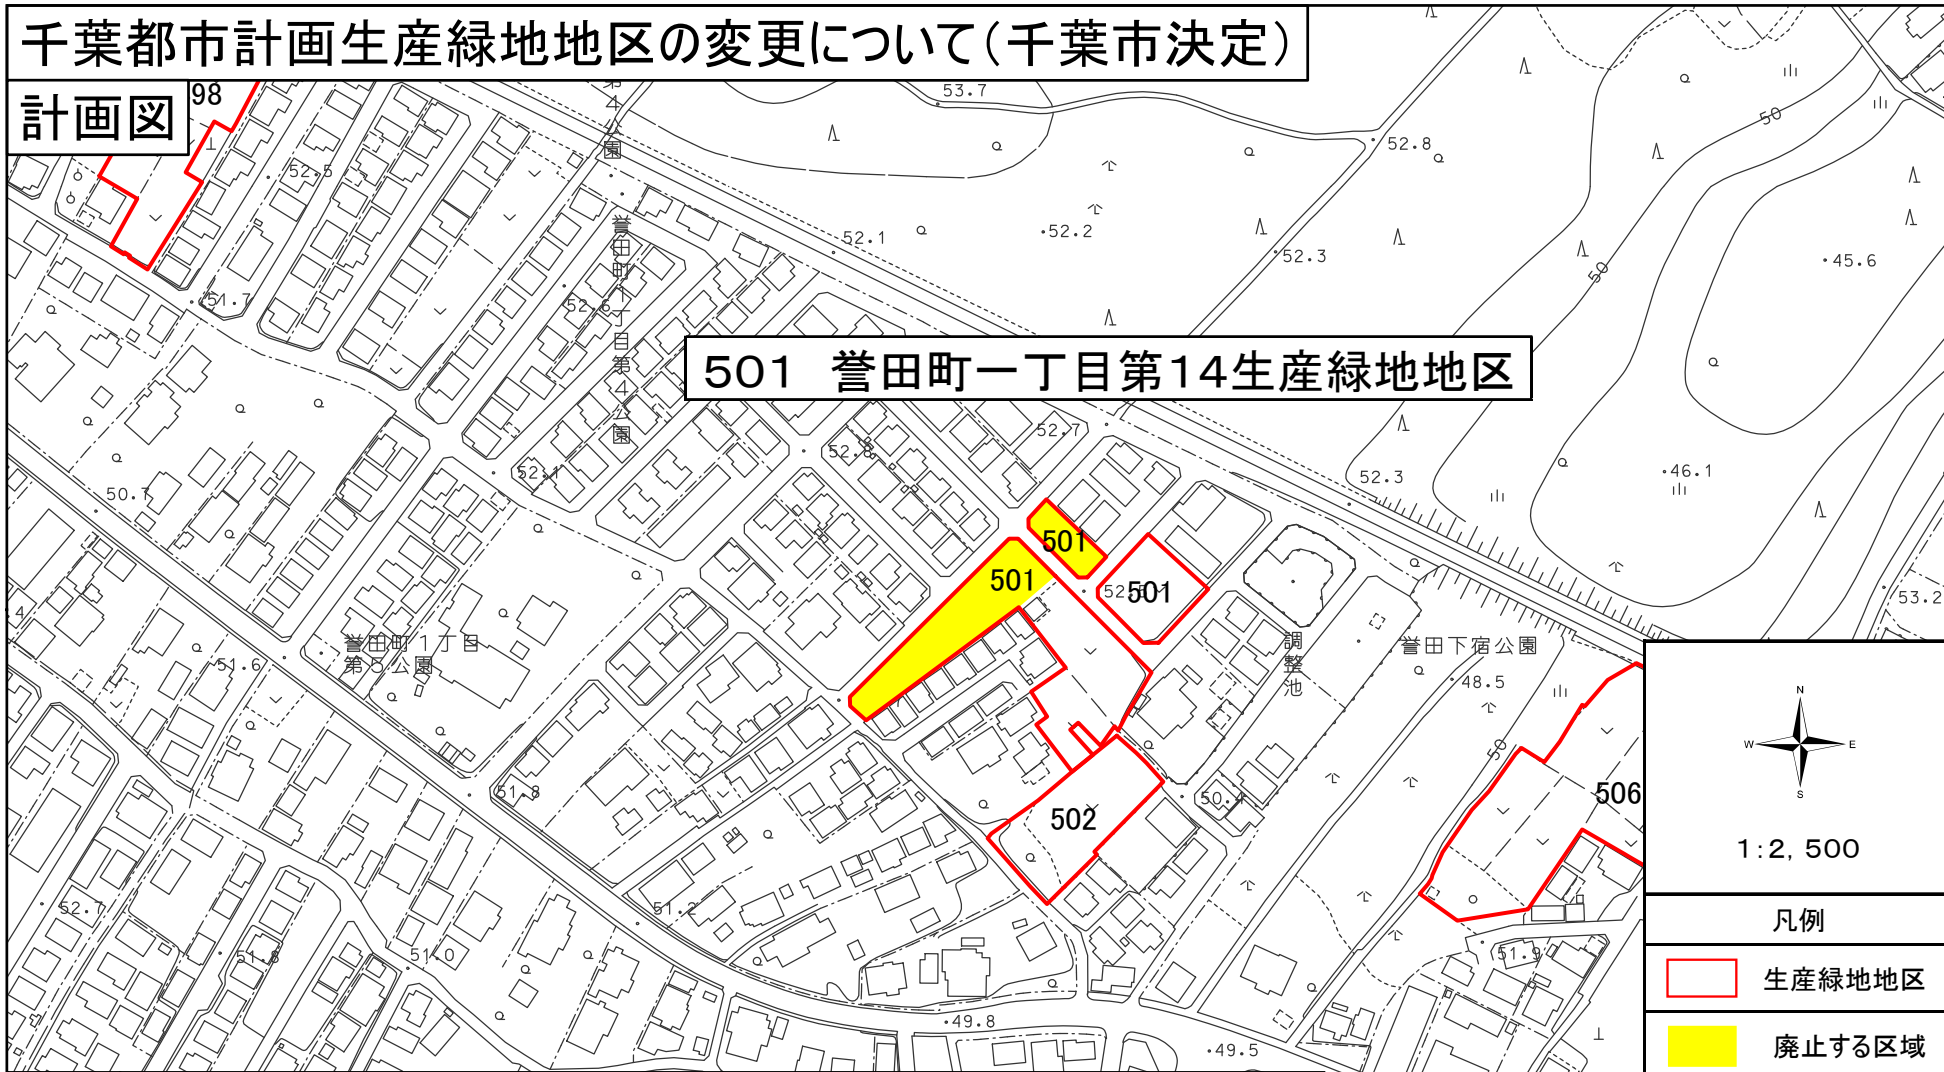 千葉都市計画生産緑地地区の変更について(千葉市決定)
計画図
98
第4公園
53.7
52.8
50
52.5
誉田町1丁目第4公園
52.1
52.2
52.3
45.6
50
51.7
52.6
501 誉田町一丁目第14生産緑地地区
52.7
52.8
52.1
52.3
46.1
50.7
501
501
501
53.2
4
誉田町1丁目
第5公園
51.6
調整池
誉田下宿公園
48.5
50
N
W
E
S
506
51.8
50.4
502
1:2,500
52.7
51.2
凡例
51.8
51.0
51.9
生産緑地地区
49.8
49.5
廃止する区域